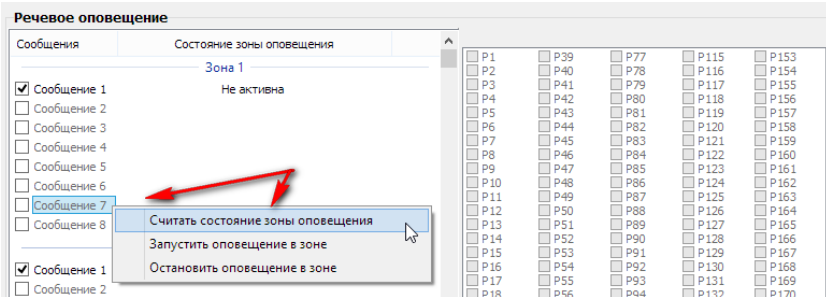 Речевое оповещение
Сообщения Состояние зоны оповещения
Зона 1
Сообщение 1 Не активна
Сообщение 2
Сообщение 3
Сообщение 4
Сообщение 5
Сообщение 6
Сообщение 7
Сообщение 8
Считать состояние зоны оповещения
Запустить оповещение в зоне
Остановить оповещение в зоне
Сообщение 1
Сообщение 2
P1 P39 P77 P115 P153
P2 P40 P78 P116 P154
P3 P41 P79 P117 P155
P4 P42 P80 P118 P156
P5 P43 P81 P119 P157
P6 P44 P82 P120 P158
P7 P45 P83 P121 P159
P8 P46 P84 P122 P160
P9 P47 P85 P123 P161
P10 P48 P86 P124 P162
P11 P49 P87 P125 P163
P12 P50 P88 P126 P164
P13 P51 P89 P127 P165
P14 P52 P90 P128 P166
P15 P53 P91 P129 P167
P16 P54 P92 P130 P168
P17 P55 P93 P131 P169
P18 P56 P94 P132 P170